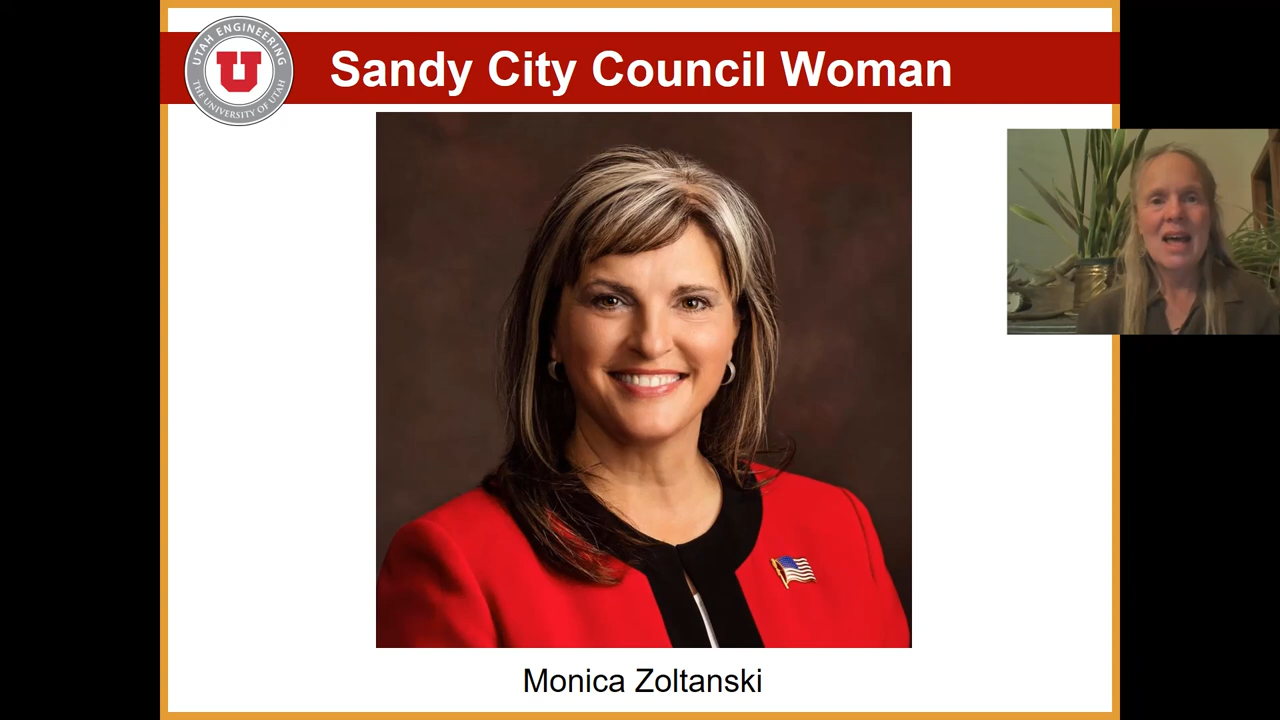 UTAH ENGINEERING
THE UNIVERSITY OF UTAH
U
Sandy City Council Woman
Monica Zoltanski